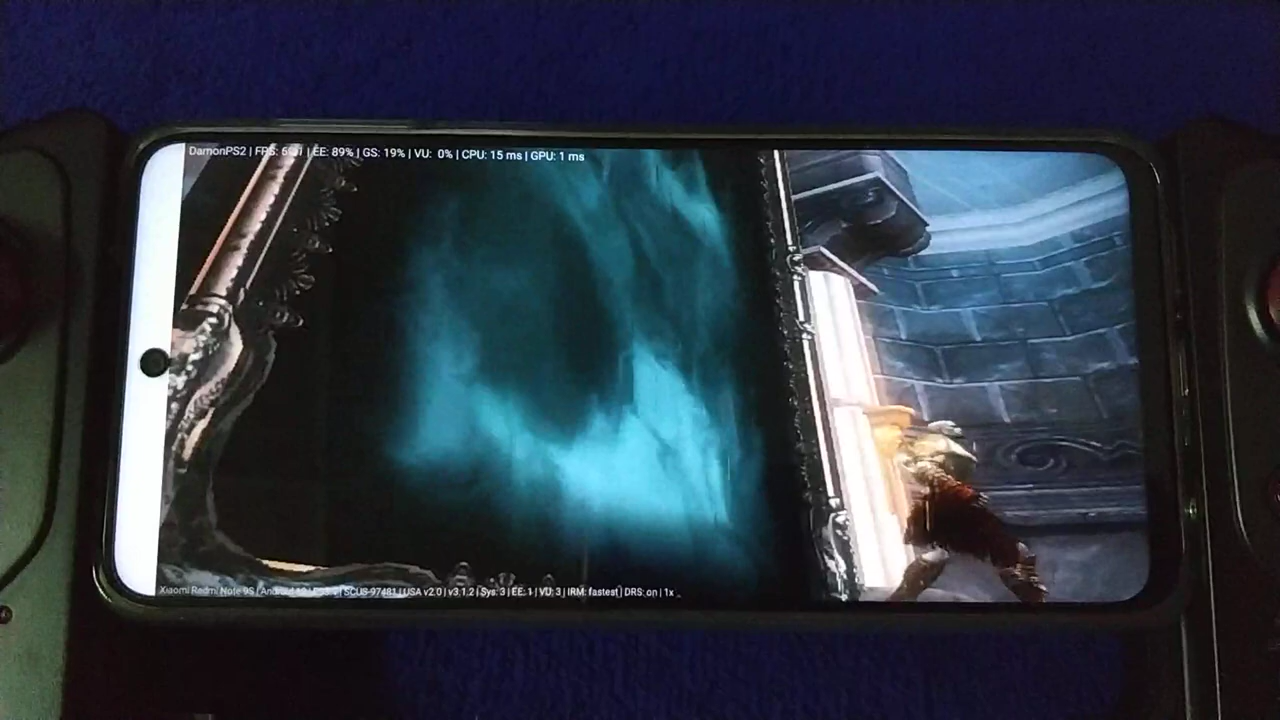 DamonPS2 | FPS: | EE: 89% | GS: 19% | VU: 0% | CPU: 15 ms | GPU: 1 ms
Xiaomi Redmi Note 9S | Android | SCUS-97481 | USA v2.0 | v3.1.2 | Sys: 3 | EE: 1 | VU: 3 | IRM: fastest | DRS: on | 1x